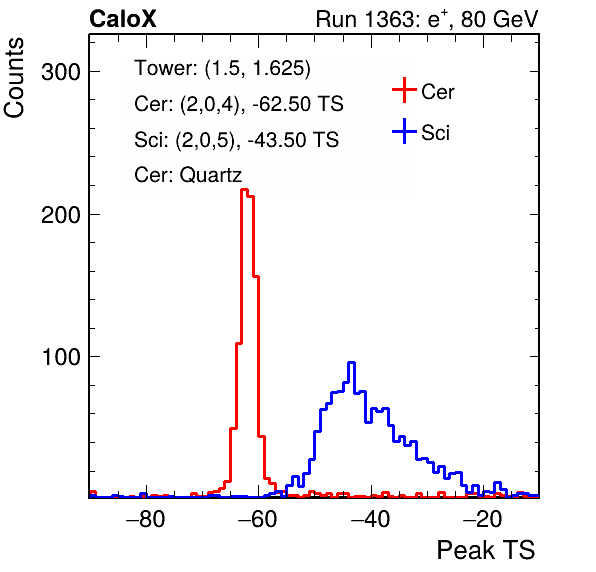 CaloX Run 1363: e⁺, 80 GeV
Counts
Tower: (1.5, 1.625)
Cer: (2,0,4), -62.50 TS
Sci: (2,0,5), -43.50 TS
Cer: Quartz
Cer
Sci
300
200
100
−80 −60 −40 −20
Peak TS